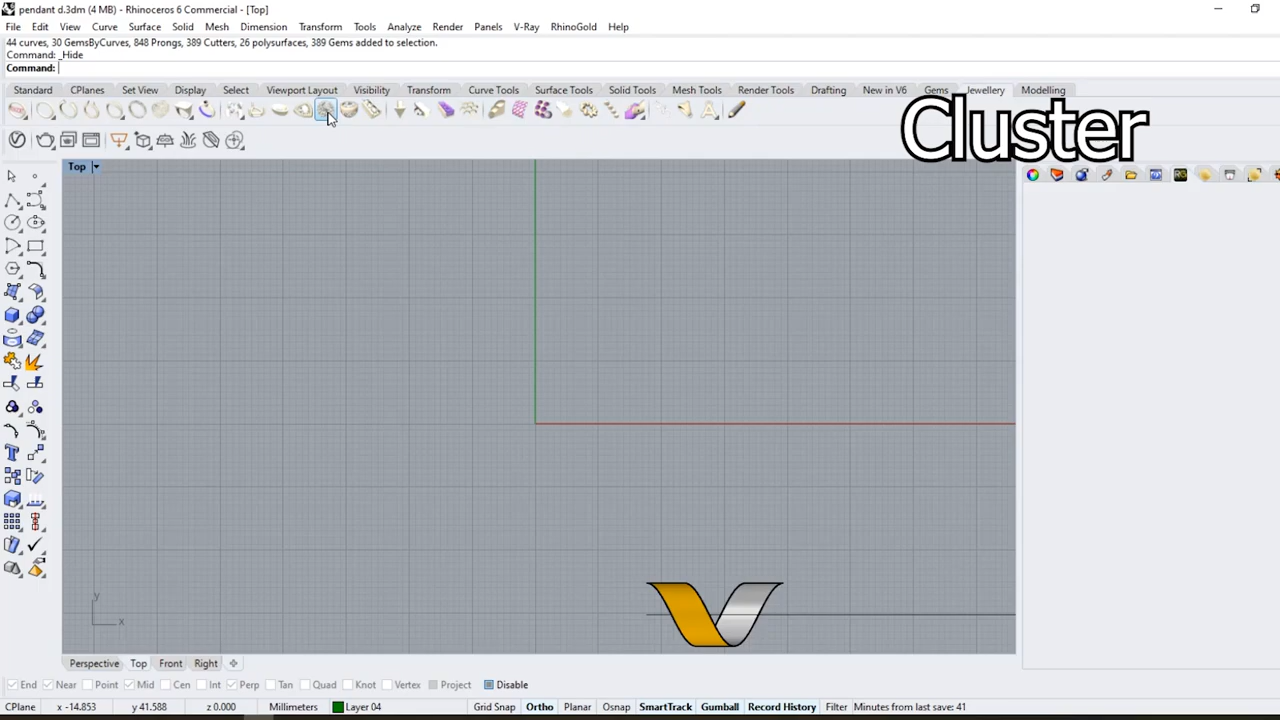 pendant d.3dm (4 MB) - Rhinoceros 6 Commercial - [Top]
File Edit View Curve Surface Solid Mesh Dimension Transform Tools Analyze Render Panels V-Ray RhinoGold Help
44 curves, 30 GemsByCurves, 848 Prongs, 389 Cutters, 26 polysurfaces, 389 Gems added to selection.
Command: _Hide
Command:
Standard CPlanes Set View Display Select Viewport Layout Visibility Transform Curve Tools Surface Tools Solid Tools Mesh Tools Render Tools Drafting New in V6 Gems Jewellery Modelling
Cluster
Top
y
x
Perspective Top Front Right
End Near Point Mid Cen Int Perp Tan Quad Knot Vertex Project Disable
CPlane x -14.853 y 41.588 z 0.000 Millimeters Layer 04 Grid Snap Ortho Planar Osnap SmartTrack Gumball Record History Filter Minutes from last save: 41